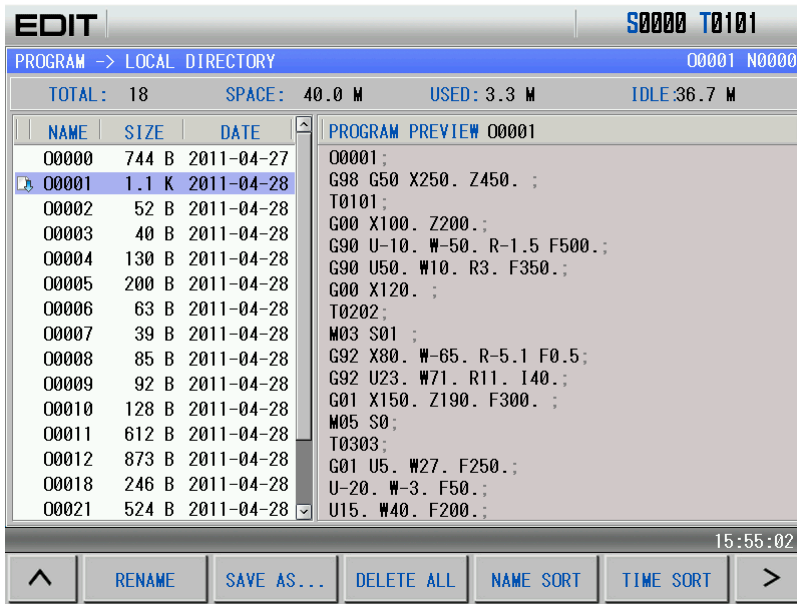 EDIT S0000 T0101
PROGRAM -> LOCAL DIRECTORY O0001 N0000
TOTAL: 18 SPACE: 40.0 M USED: 3.3 M IDLE:36.7 M
NAME SIZE DATE
O0000 744 B 2011-04-27
O0001 1.1 K 2011-04-28
O0002 52 B 2011-04-28
O0003 40 B 2011-04-28
O0004 130 B 2011-04-28
O0005 200 B 2011-04-28
O0006 63 B 2011-04-28
O0007 39 B 2011-04-28
O0008 85 B 2011-04-28
O0009 92 B 2011-04-28
O0010 128 B 2011-04-28
O0011 612 B 2011-04-28
O0012 873 B 2011-04-28
O0018 246 B 2011-04-28
O0021 524 B 2011-04-28
PROGRAM PREVIEW O0001
O0001;
G98 G50 X250. Z450. ;
T0101;
G00 X100. Z200.;
G90 U-10. W-50. R-1.5 F500.;
G90 U50. W10. R3. F350.;
G00 X120. ;
T0202;
M03 S01 ;
G92 X80. W-65. R-5.1 F0.5;
G92 U23. W71. R11. I40.;
G01 X150. Z190. F300. ;
M05 S0;
T0303;
G01 U5. W27. F250.;
U-20. W-3. F50.;
U15. W40. F200.;
15:55:02
RENAME SAVE AS... DELETE ALL NAME SORT TIME SORT >